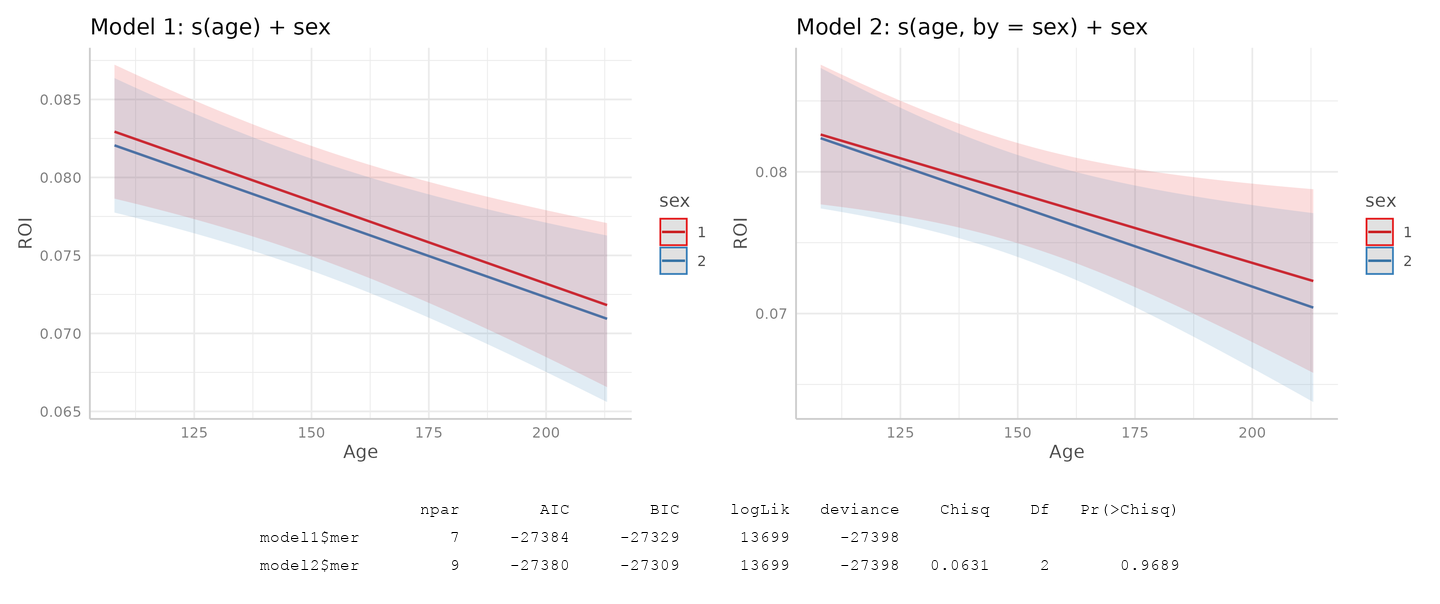 Model 1: s(age) + sex
0.085
0.080
0.075
0.070
0.065
ROI
125 150 175 200
Age
sex
1
2
Model 2: s(age, by = sex) + sex
0.08
0.07
ROI
125 150 175 200
Age
sex
1
2
npar AIC BIC logLik deviance Chisq Df Pr(>Chisq)
model1$mer 7 -27384 -27329 13699 -27398
model2$mer 9 -27380 -27309 13699 -27398 0.0631 2 0.9689